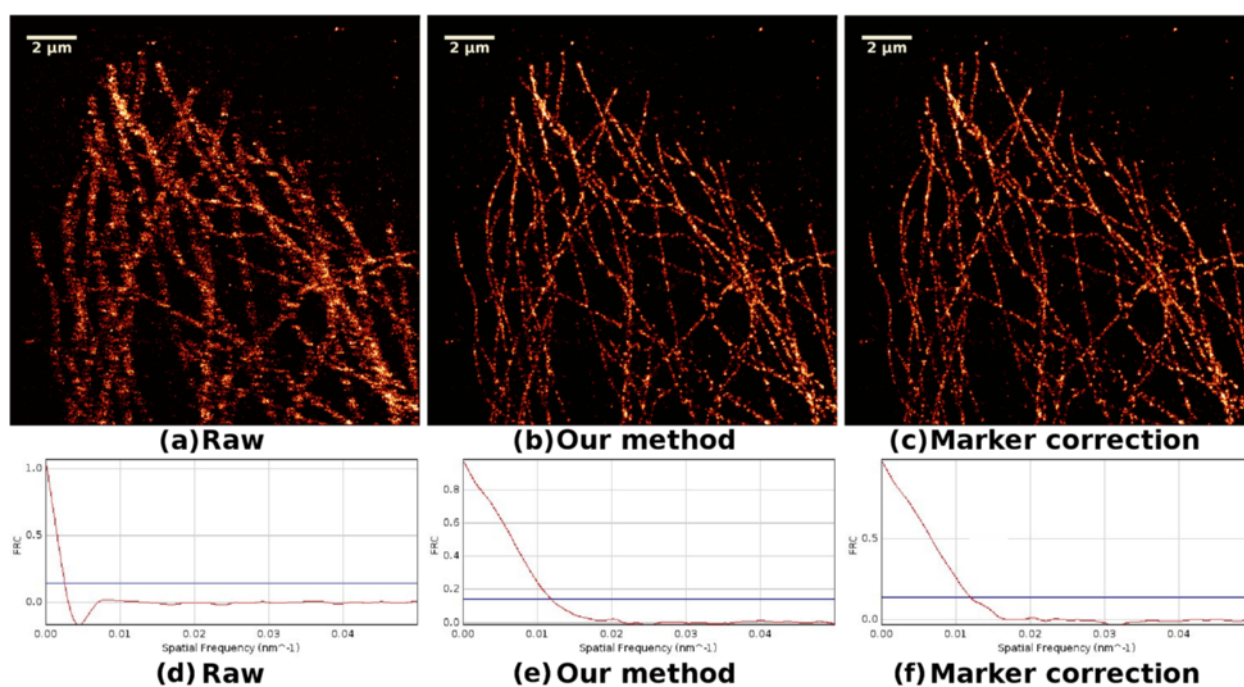 2 µm
2 µm
2 µm
(a) Raw
(b) Our method
(c) Marker correction
1.0
0.5
0.0
FRC
0.00
0.01
0.02
0.03
0.04
Spatial Frequency (nm^-1)
0.8
0.6
0.4
0.2
0.0
FRC
0.00
0.01
0.02
0.03
0.04
Spatial Frequency (nm^-1)
0.5
0.0
FRC
0.00
0.01
0.02
0.03
0.04
Spatial Frequency (nm^-1)
(d) Raw
(e) Our method
(f) Marker correction